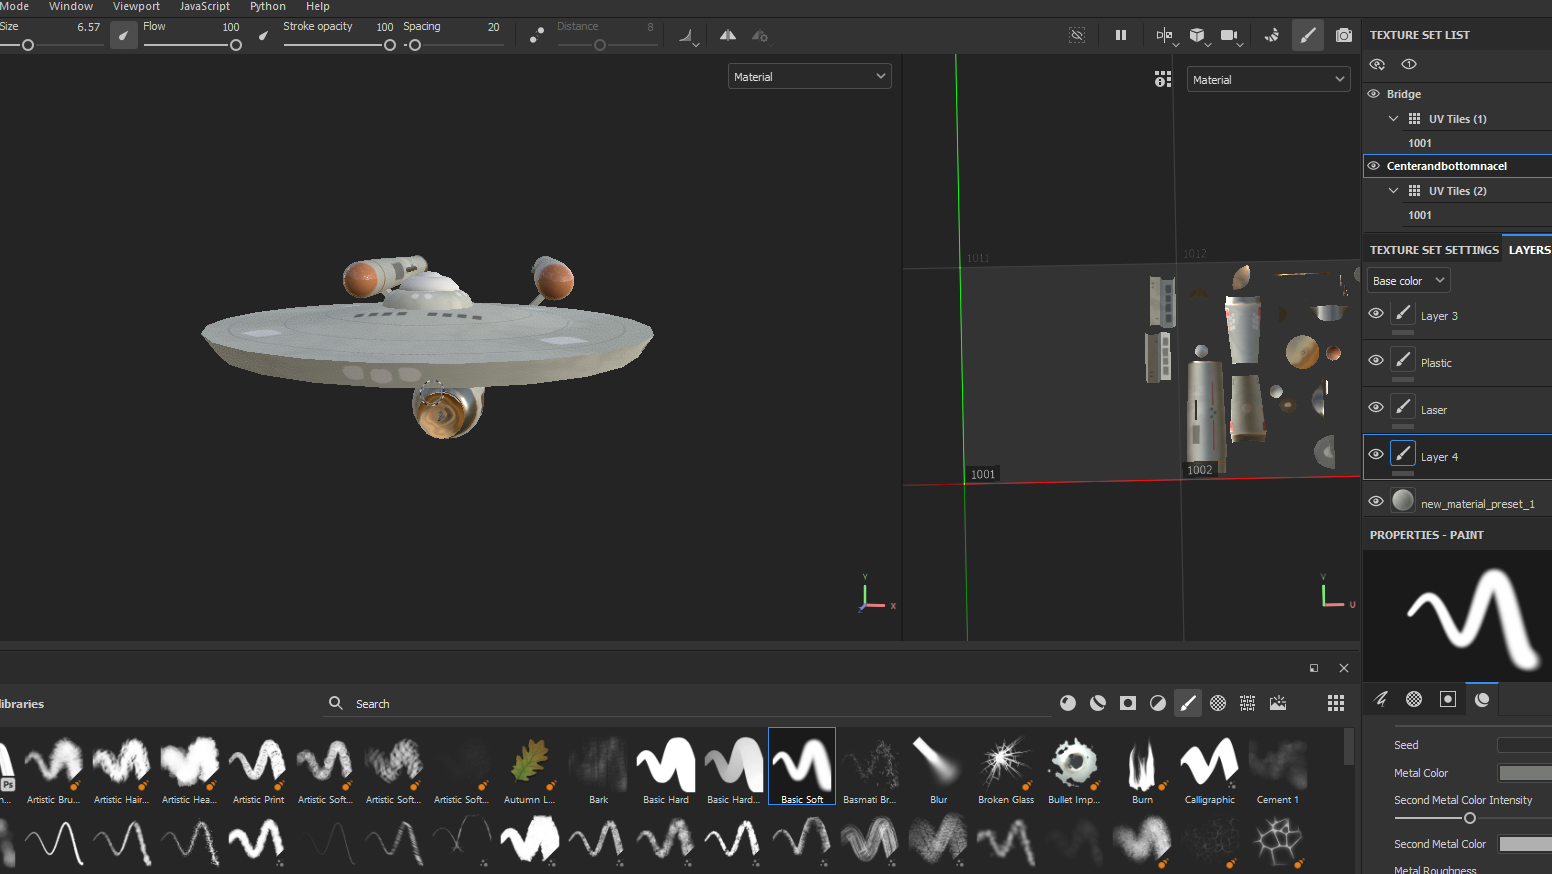 Mode Window Viewport JavaScript Python Help
Size 6.57 Flow 100 Stroke opacity 100 Spacing 20 Distance 8
Material
Material
TEXTURE SET LIST
Bridge
UV Tiles (1)
1001
Centerandbottomnacel
UV Tiles (2)
1001
TEXTURE SET SETTINGS LAYERS
Base color
Layer 3
Plastic
Laser
Layer 4
new_material_preset_1
1011
1012
1001
1002
Y
X
Z
V
U
PROPERTIES - PAINT
Seed
Metal Color
Second Metal Color Intensity
Second Metal Color
Metal Roughness
libraries
Search
Ps
n... Artistic Bru... Artistic Hair... Artistic Hea... Artistic Print Artistic Soft... Artistic Soft... Artistic Soft... Autumn L... Bark Basic Hard Basic Hard... Basic Soft Basmati Br... Blur Broken Glass Bullet Imp... Burn Calligraphic Cement 1